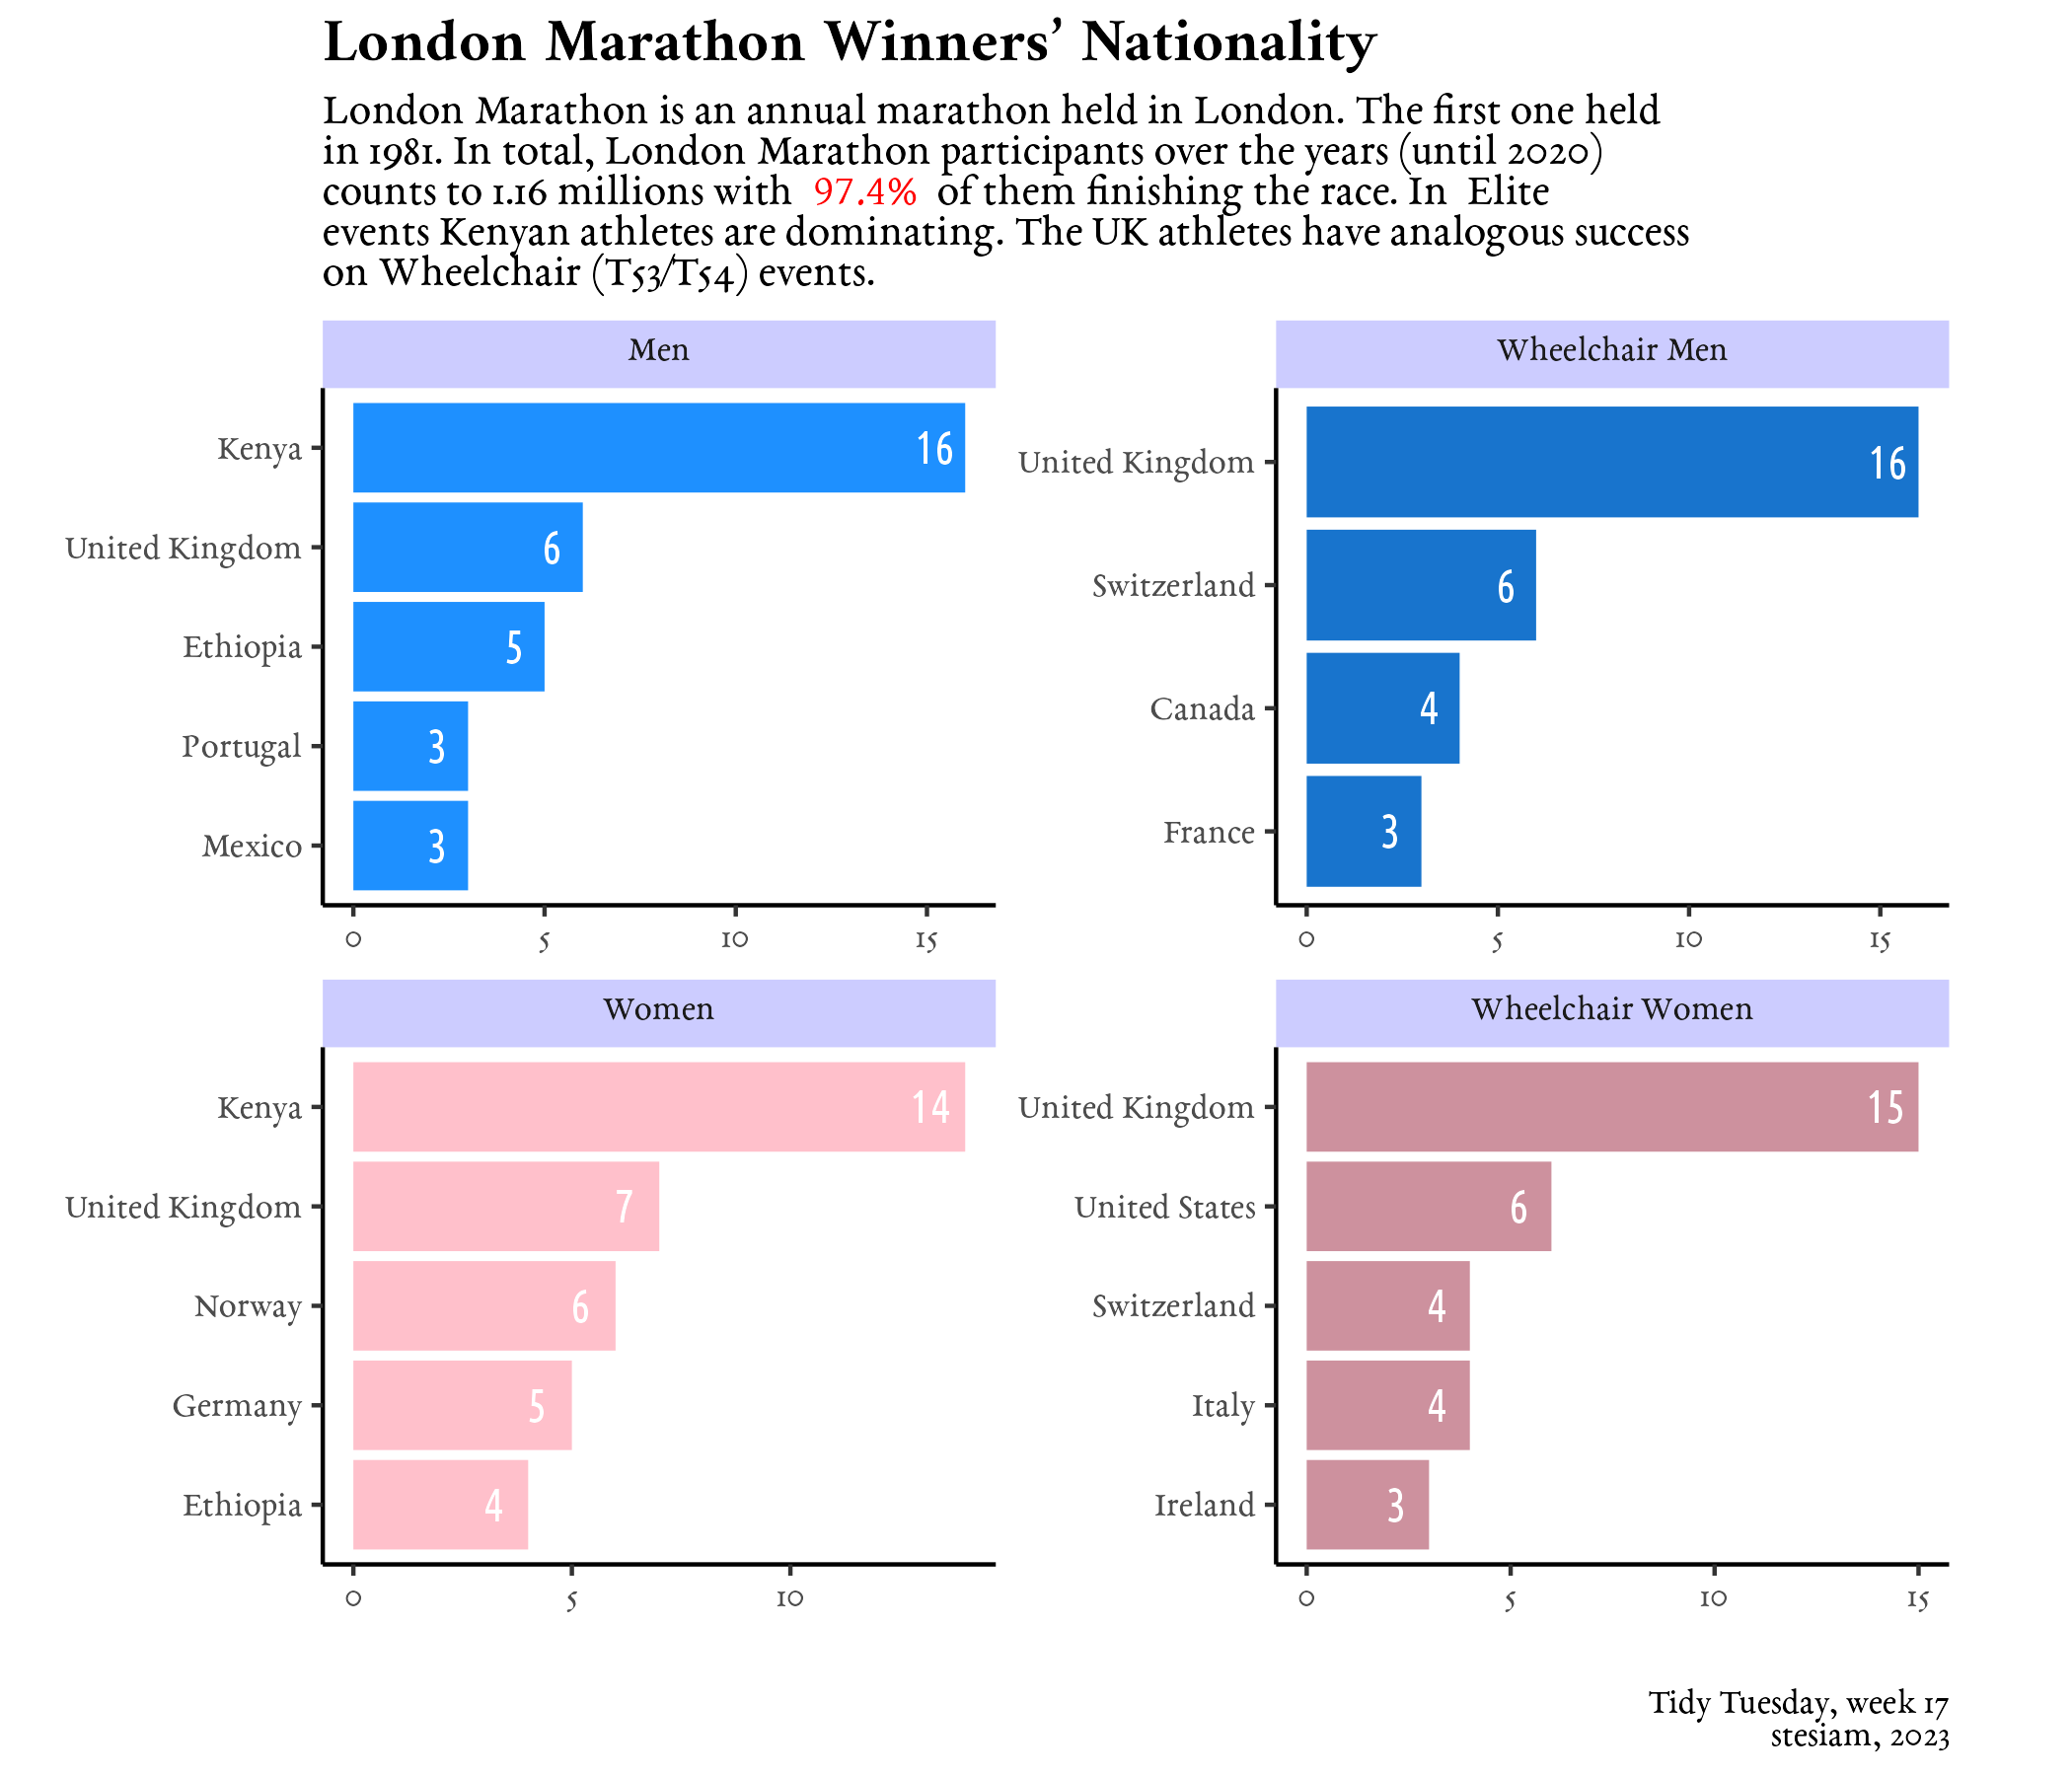 London Marathon Winners’ Nationality
London Marathon is an annual marathon held in London. The first one held
in 1981. In total, London Marathon participants over the years (until 2020)
counts to 1.16 millions with 97.4% of them finishing the race. In Elite
events Kenyan athletes are dominating. The UK athletes have analogous success
on Wheelchair (T53/T54) events.
Men
Kenya 16
United Kingdom 6
Ethiopia 5
Portugal 3
Mexico 3
0 5 10 15
Wheelchair Men
United Kingdom 16
Switzerland 6
Canada 4
France 3
0 5 10 15
Women
Kenya 14
United Kingdom 7
Norway 6
Germany 5
Ethiopia 4
0 5 10
Wheelchair Women
United Kingdom 15
United States 6
Switzerland 4
Italy 4
Ireland 3
0 5 10 15
Tidy Tuesday, week 17
stesiam, 2023